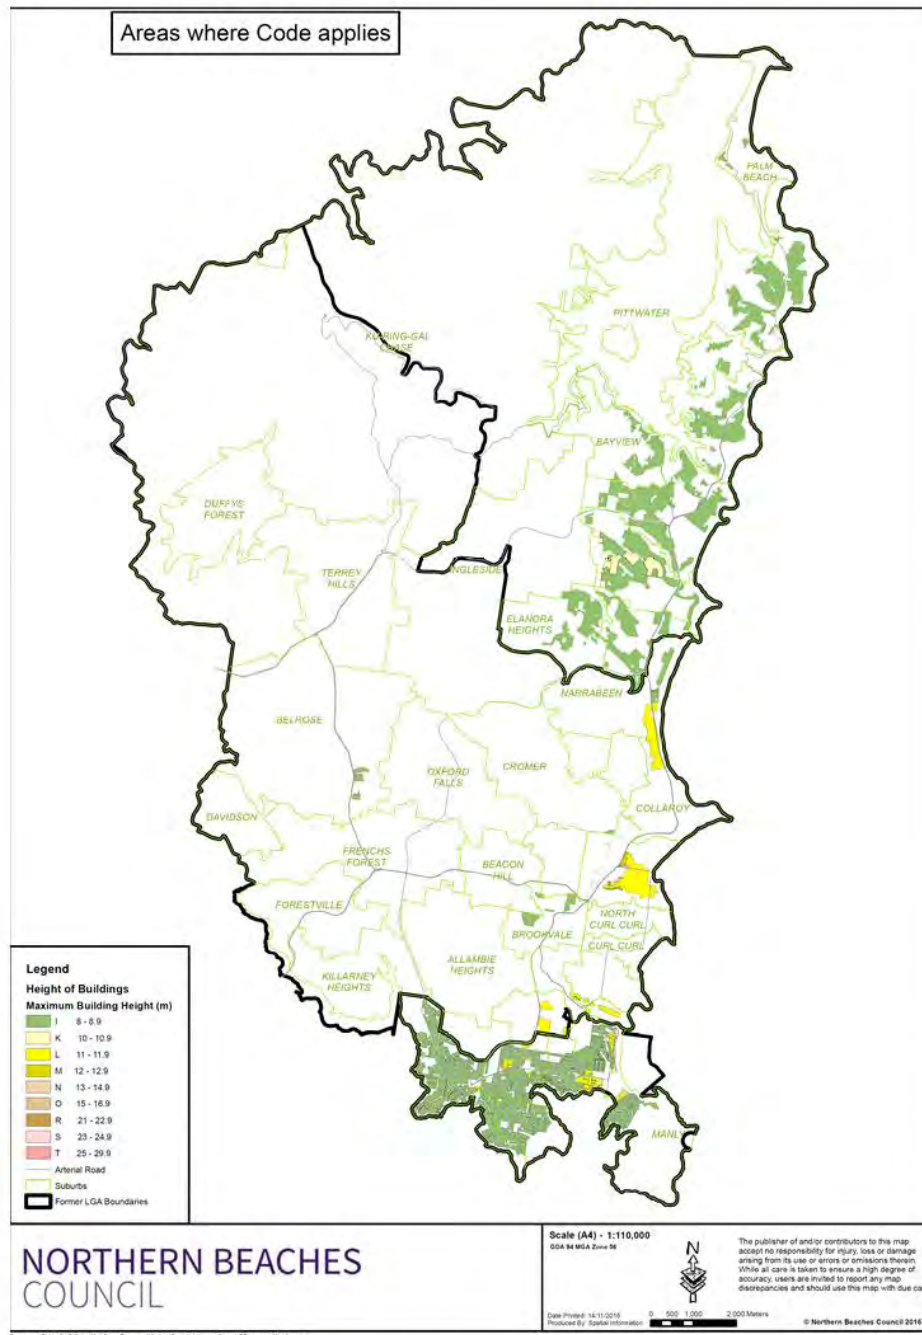 Areas where Code applies
PALM
BEACH
PITTWATER
KU-RING-GAI
CHASE
BAYVIEW
DUFFYS
FOREST
TERREY
HILLS
INGLESIDE
ELANORA
HEIGHTS
NARRABEEN
BELROSE
OXFORD
FALLS
CROMER
COLLAROY
DAVIDSON
FRENCHS
FOREST
BEACON
HILL
FORESTVILLE
NORTH
CURL CURL
BROOKVALE
CURL CURL
ALLAMBIE
HEIGHTS
KILLARNEY
HEIGHTS
MANLY
Legend
Height of Buildings
Maximum Building Height (m)
I 8 - 8.9
K 10 - 10.9
L 11 - 11.9
M 12 - 12.9
N 13 - 14.9
O 15 - 16.9
R 21 - 22.9
S 23 - 24.9
T 25 - 29.9
Arterial Road
Suburbs
Former LGA Boundaries
NORTHERN BEACHES
COUNCIL
Scale (A4) - 1:110,000
GDA 94 MGA Zone 56
N
Date Printed: 14/11/2016
Produced By: Spatial Information
0 500 1,000 2,000 Meters
The publisher of and/or contributors to this map
accept no responsibility for injury, loss or damage
arising from its use or errors or omissions therein.
While all care is taken to ensure a high degree of
accuracy, users are invited to report any map
discrepancies and should use this map with due ca
© Northern Beaches Council 2016